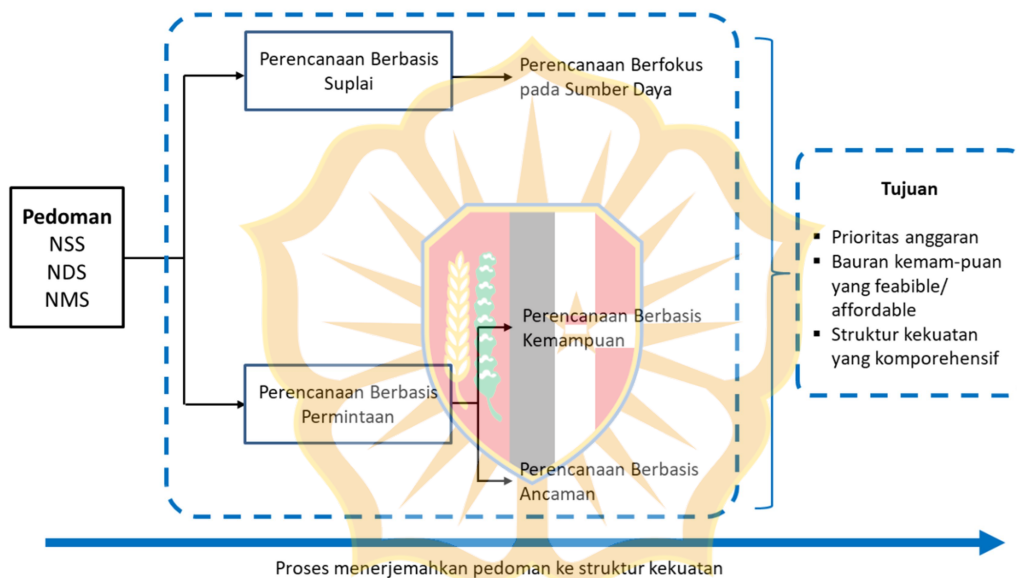 Perencanaan Berbasis
Suplai
Perencanaan Berfokus
pada Sumber Daya
Pedoman
NSS
NDS
NMS
Perencanaan Berbasis
Kemampuan
Perencanaan Berbasis
Permintaan
Perencanaan Berbasis
Ancaman
Tujuan
▪ Prioritas anggaran
▪ Bauran kemam-puan
yang feabible/
affordable
▪ Struktur kekuatan
yang komporehensif
Proses menerjemahkan pedoman ke struktur kekuatan